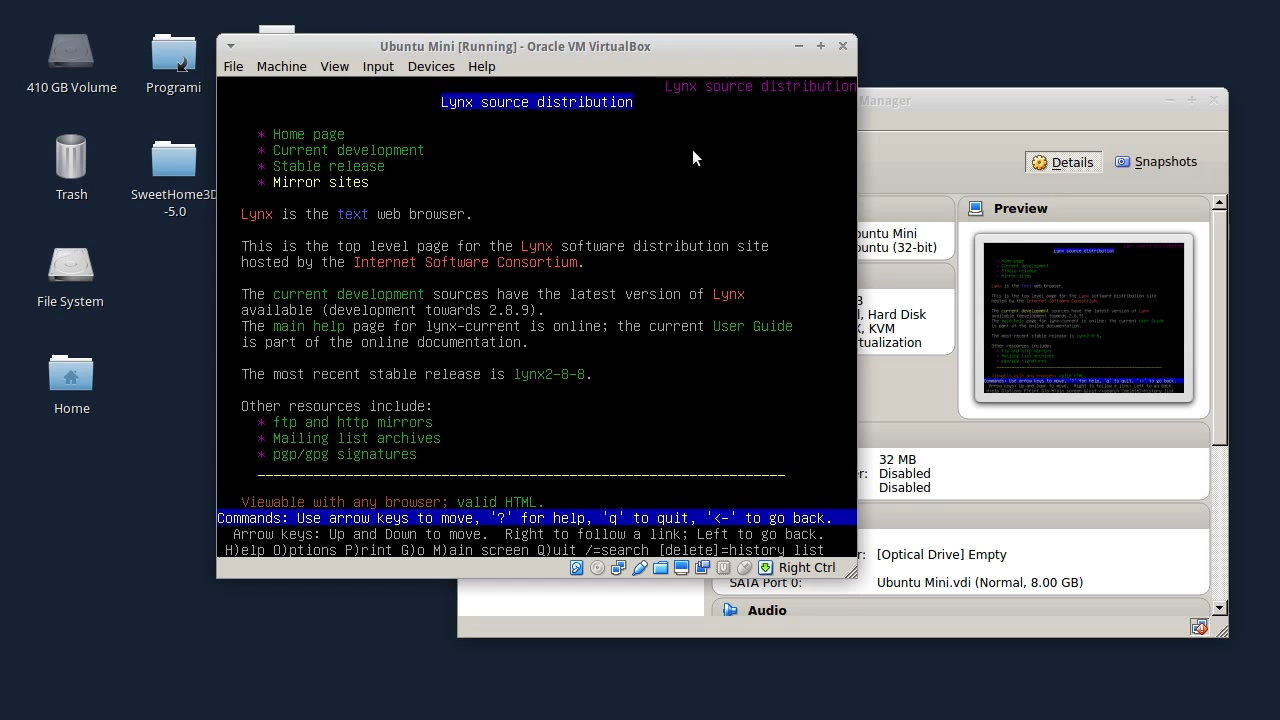 410 GB Volume
Programi
Trash
SweetHome3D
-5.0
File System
Home
Ubuntu Mini [Running] - Oracle VM VirtualBox
File Machine View Input Devices Help
Lynx source distribution
Lynx source distribution
* Home page
* Current development
* Stable release
* Mirror sites
Lynx is the text web browser.
This is the top level page for the Lynx software distribution site
hosted by the Internet Software Consortium.
The current development sources have the latest version of Lynx
available (development towards 2.8.9).
The main help page for lynx-current is online; the current User Guide
is part of the online documentation.
The most recent stable release is lynx2-8-8.
Other resources include:
* ftp and http mirrors
* Mailing list archives
* pgp/gpg signatures
Viewable with any browser; valid HTML.
Commands: Use arrow keys to move, '?' for help, 'q' to quit, '<-' to go back.
Arrow keys: Up and Down to move. Right to follow a link; Left to go back.
H)elp O)ptions P)rint G)o M)ain screen Q)uit /=search [delete]=history list
Right Ctrl
Manager
Details
Snapshots
Preview
Ubuntu Mini
Ubuntu (32-bit)
, Hard Disk
, KVM
32 MB
Disabled
Disabled
[Optical Drive] Empty
SATA Port 0: Ubuntu Mini.vdi (Normal, 8.00 GB)
Audio